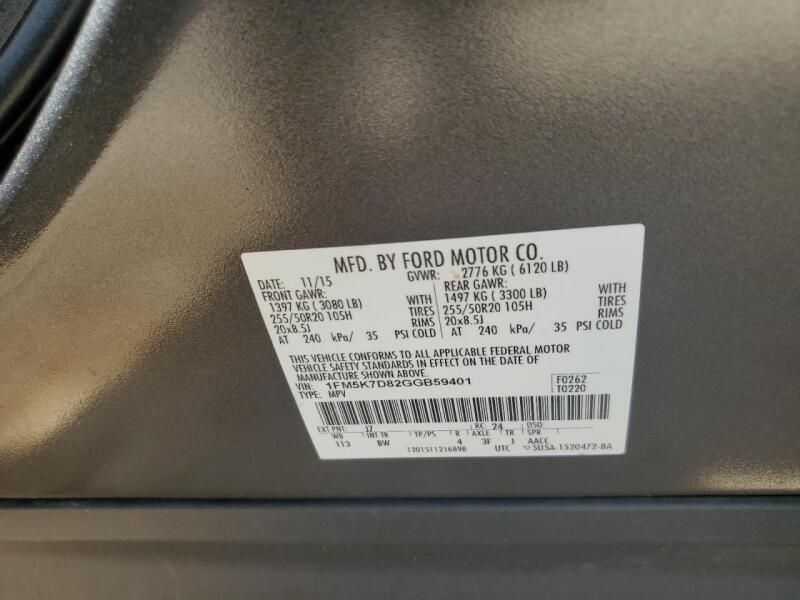 MFD. BY FORD MOTOR CO.
DATE: 11/15 GVWR: 2776 KG ( 6120 LB)
FRONT GAWR: REAR GAWR:
1397 KG ( 3080 LB) WITH 1497 KG ( 3300 LB) WITH
255/50R20 105H TIRES 255/50R20 105H TIRES
20x8.5J RIMS 20x8.5J RIMS
AT 240 kPa/ 35 PSI COLD AT 240 kPa/ 35 PSI COLD
THIS VEHICLE CONFORMS TO ALL APPLICABLE FEDERAL MOTOR
VEHICLE SAFETY STANDARDS IN EFFECT ON THE DATE OF
MANUFACTURE SHOWN ABOVE.
VIN: 1FM5K7D82GGB59401 F0262
TYPE: MPV T0220
EXT PNT: J7 RC: 24 DSO:
WB INT TR TP/PS R AXLE TR SPR
113 8W 4 3F J AACC
1201511216898 UTC ▽ SU5A-1520472-BA